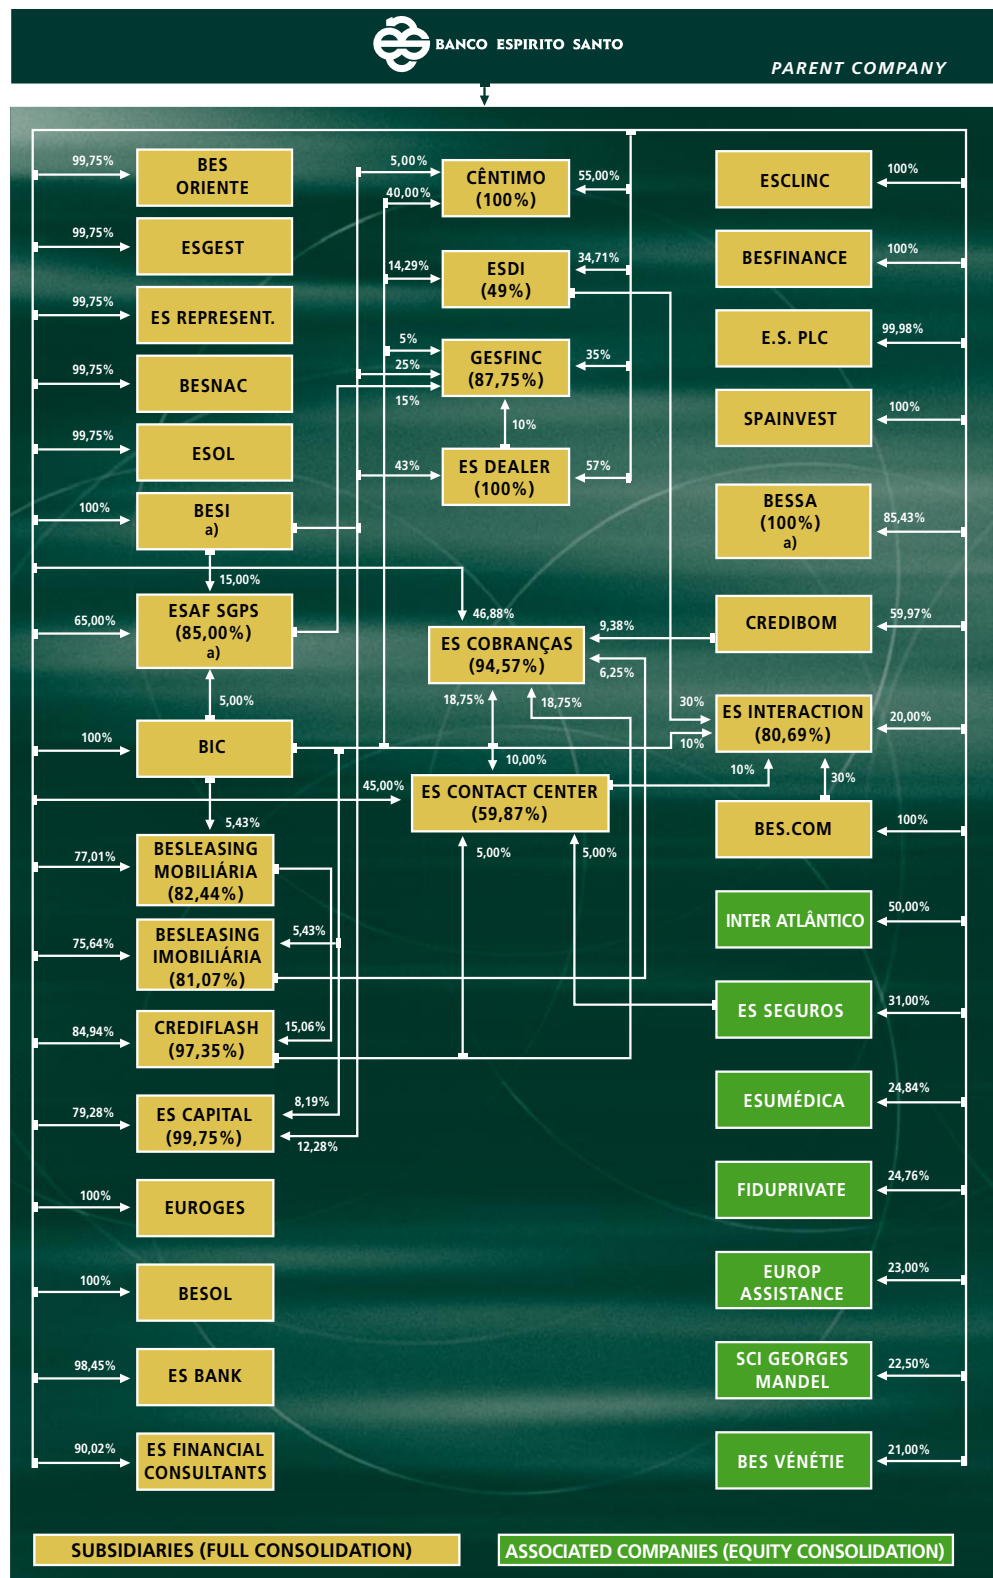 BANCO ESPIRITO SANTO
PARENT COMPANY
99,75%
BES
ORIENTE
99,75%
ESGEST
99,75%
ES REPRESENT.
99,75%
BESNAC
99,75%
ESOL
100%
BESI
a)
15,00%
65,00%
ESAF SGPS
(85,00%)
a)
5,00%
100%
BIC
5,43%
77,01%
BESLEASING
MOBILIÁRIA
(82,44%)
75,64%
BESLEASING
IMOBILIÁRIA
(81,07%)
5,43%
84,94%
CREDIFLASH
(97,35%)
15,06%
79,28%
ES CAPITAL
(99,75%)
8,19%
12,28%
100%
EUROGES
100%
BESOL
98,45%
ES BANK
90,02%
ES FINANCIAL
CONSULTANTS
5,00%
40,00%
CÊNTIMO
(100%)
55,00%
14,29%
ESDI
(49%)
34,71%
5%
25%
15%
GESFINC
(87,75%)
35%
10%
43%
ES DEALER
(100%)
57%
46,88%
ES COBRANÇAS
(94,57%)
9,38%
6,25%
18,75%
18,75%
10,00%
45,00%
ES CONTACT CENTER
(59,87%)
5,00%
5,00%
ESCLINC
100%
BESFINANCE
100%
E.S. PLC
99,98%
SPAINVEST
100%
BESSA
(100%)
a)
85,43%
CREDIBOM
59,97%
30%
10%
ES INTERACTION
(80,69%)
20,00%
10%
30%
BES.COM
100%
INTER ATLÂNTICO
50,00%
ES SEGUROS
31,00%
ESUMÉDICA
24,84%
FIDUPRIVATE
24,76%
EUROP
ASSISTANCE
23,00%
SCI GEORGES
MANDEL
22,50%
BES VÉNÉTIE
21,00%
SUBSIDIARIES (FULL CONSOLIDATION)
ASSOCIATED COMPANIES (EQUITY CONSOLIDATION)